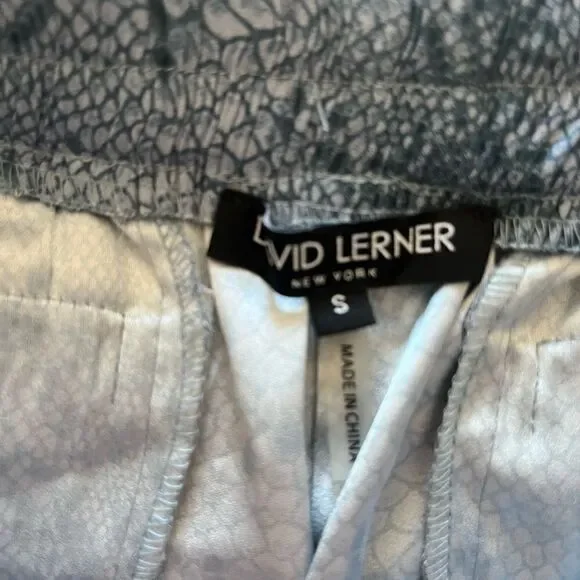 VID LERNER
NEW YORK
S
MADE IN CHINA